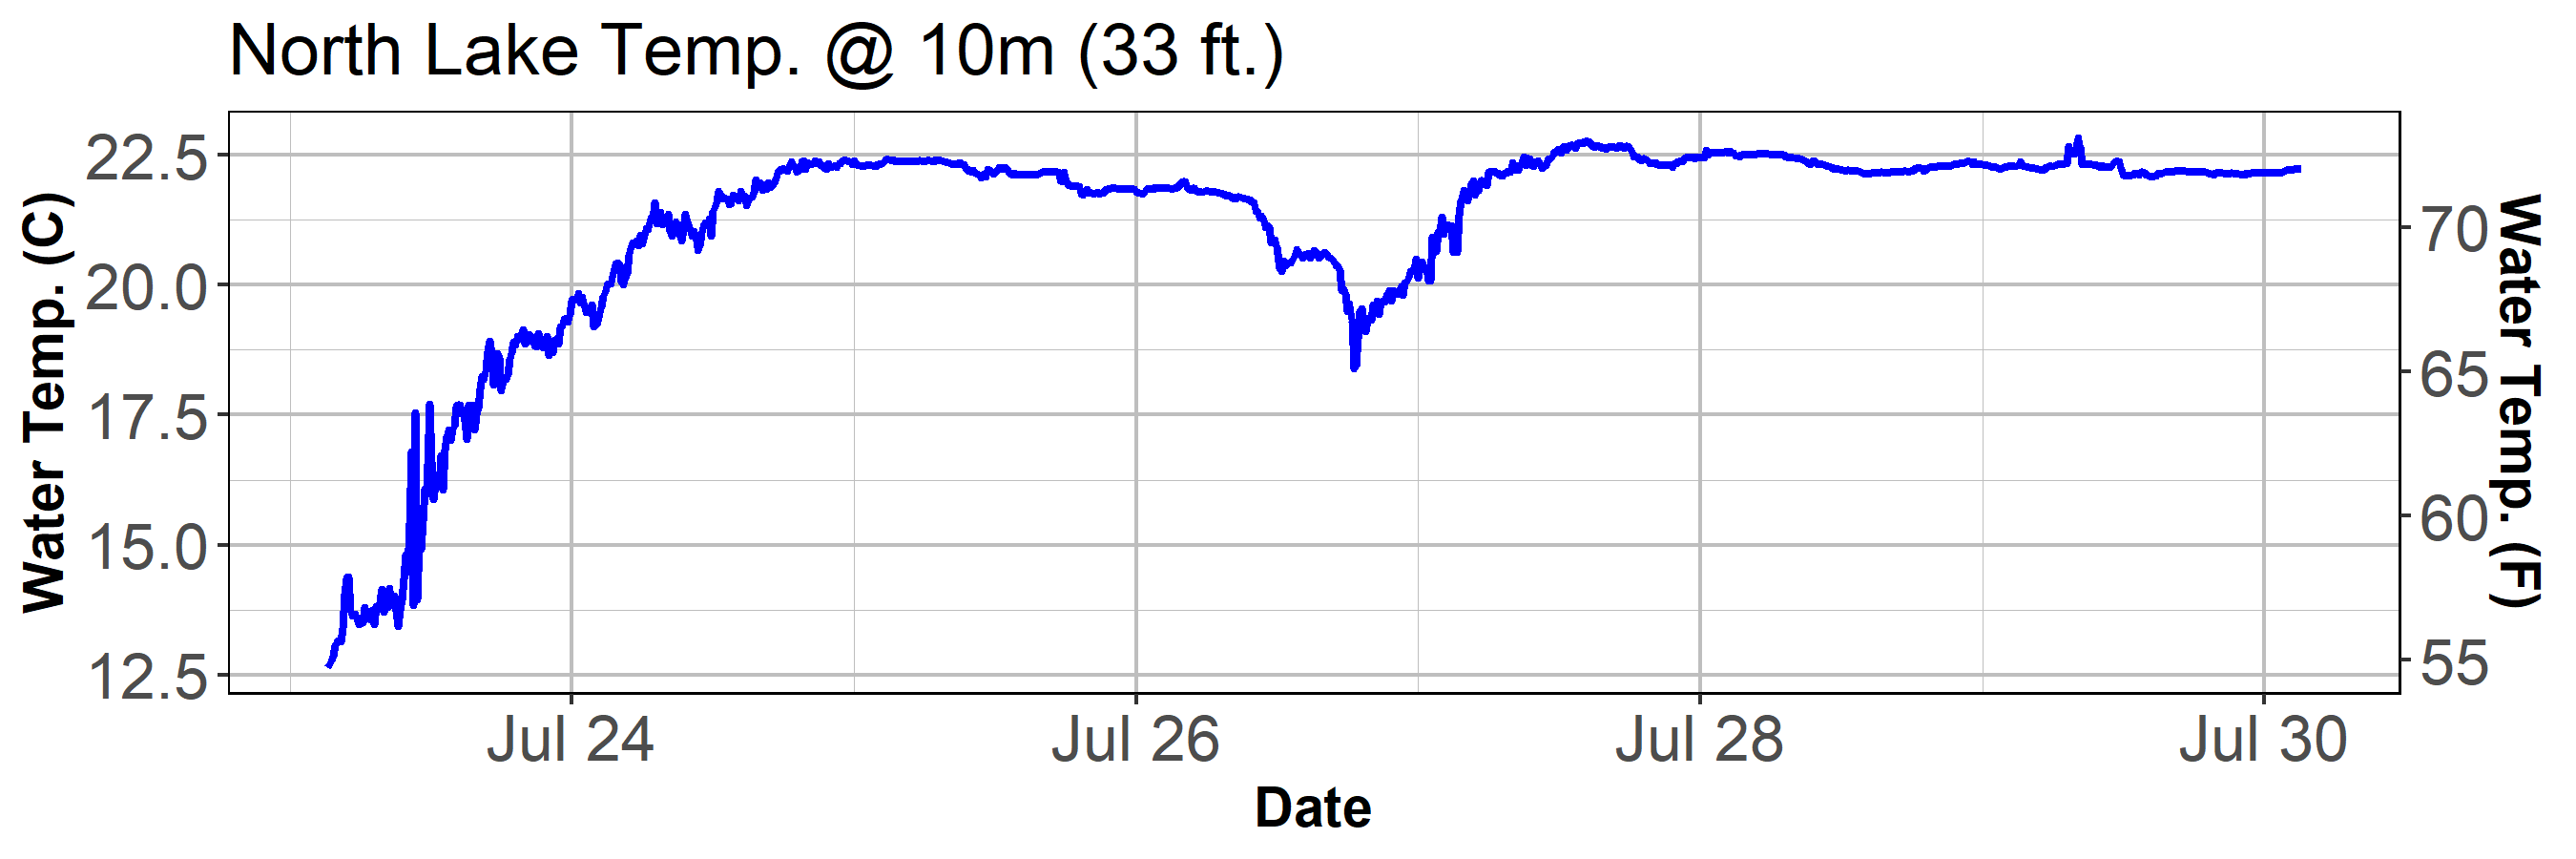 North Lake Temp. @ 10m (33 ft.)
Water Temp. (C)
22.5
20.0
17.5
15.0
12.5
70
65
60
55
Water Temp. (F)
Jul 24 Jul 26 Jul 28 Jul 30
Date